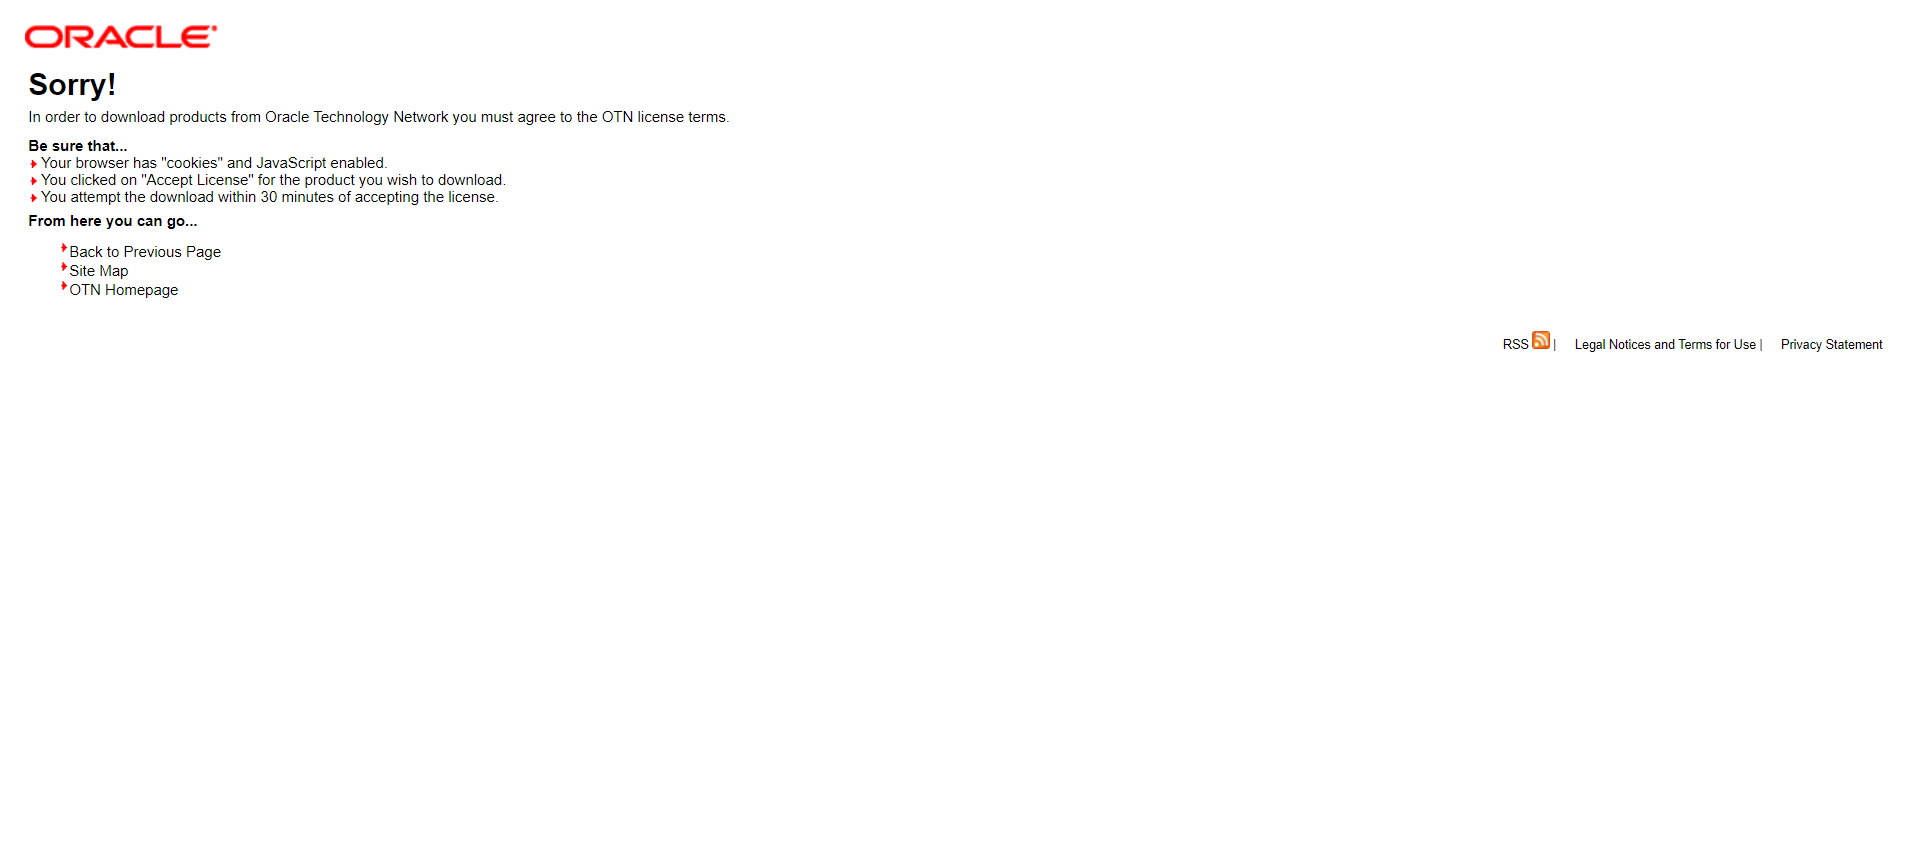 ORACLE
Sorry!
In order to download products from Oracle Technology Network you must agree to the OTN license terms.
Be sure that...
Your browser has "cookies" and JavaScript enabled.
You clicked on "Accept License" for the product you wish to download.
You attempt the download within 30 minutes of accepting the license.
From here you can go...
Back to Previous Page
Site Map
OTN Homepage
RSS | Legal Notices and Terms for Use | Privacy Statement